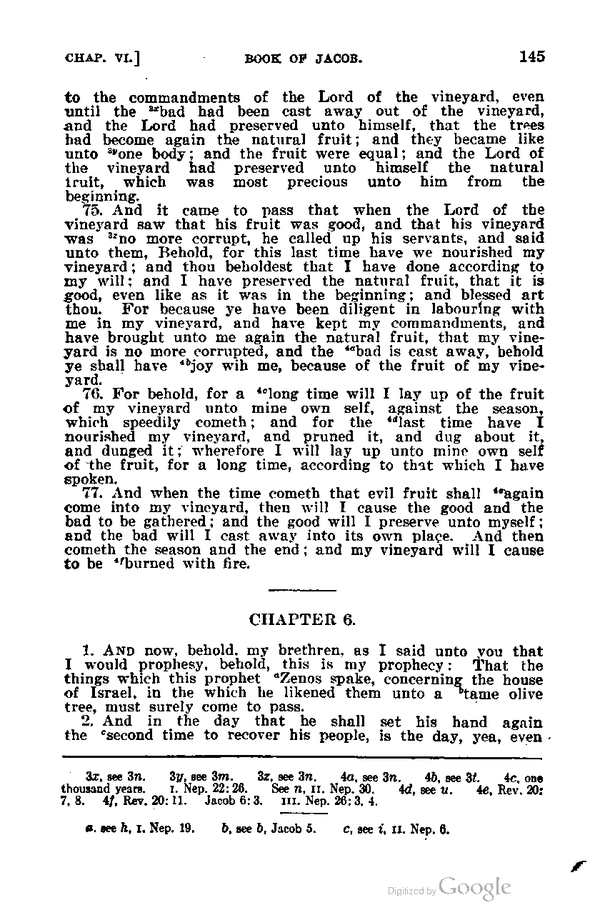 CHAP. VI.] BOOK OF JACOB. 145
to the commandments of the Lord of the vineyard, even
until the 3xbad had been cast away out of the vineyard,
and the Lord had preserved unto himself, that the trees
had become again the natural fruit; and they became like
unto 3yone body; and the fruit were equal; and the Lord of
the vineyard had preserved unto himself the natural
fruit, which was most precious unto him from the
beginning.
75. And it came to pass that when the Lord of the
vineyard saw that his fruit was good, and that his vineyard
was 3zno more corrupt, he called up his servants, and said
unto them, Behold, for this last time have we nourished my
vineyard; and thou beholdest that I have done according to
my will; and I have preserved the natural fruit, that it is
good, even like as it was in the beginning; and blessed art
thou. For because ye have been diligent in labouring with
me in my vineyard, and have kept my commandments, and
have brought unto me again the natural fruit, that my vine-
yard is no more corrupted, and the 4abad is cast away, behold
ye shall have 4bjoy wih me, because of the fruit of my vine-
yard.
76. For behold, for a 4clong time will I lay up of the fruit
of my vineyard unto mine own self, against the season,
which speedily cometh; and for the 4dlast time have I
nourished my vineyard, and pruned it, and dug about it,
and dunged it; wherefore I will lay up unto mine own self
of the fruit, for a long time, according to that which I have
spoken.
77. And when the time cometh that evil fruit shall 4eagain
come into my vineyard, then will I cause the good and the
bad to be gathered; and the good will I preserve unto myself;
and the bad will I cast away into its own place. And then
cometh the season and the end; and my vineyard will I cause
to be 4fburned with fire.
CHAPTER 6.
1. AND now, behold, my brethren, as I said unto you that
I would prophesy, behold, this is my prophecy: That the
things which this prophet aZenos spake, concerning the house
of Israel, in the which he likened them unto a btame olive
tree, must surely come to pass.
2. And in the day that he shall set his hand again
the csecond time to recover his people, is the day, yea, even
3x, see 3n. 3y, see 3m. 3z, see 3n. 4a, see 3n. 4b, see 3t. 4c, one
thousand years. I. Nep. 22:26. See n, II. Nep. 30. 4d, see u. 4e, Rev. 20:
7, 8. 4f, Rev. 20:11. Jacob 6:3. III. Nep. 26:3, 4.
a, see h, I. Nep. 19. b, see b, Jacob 5. c, see i, II. Nep. 6.
Digitized by Google